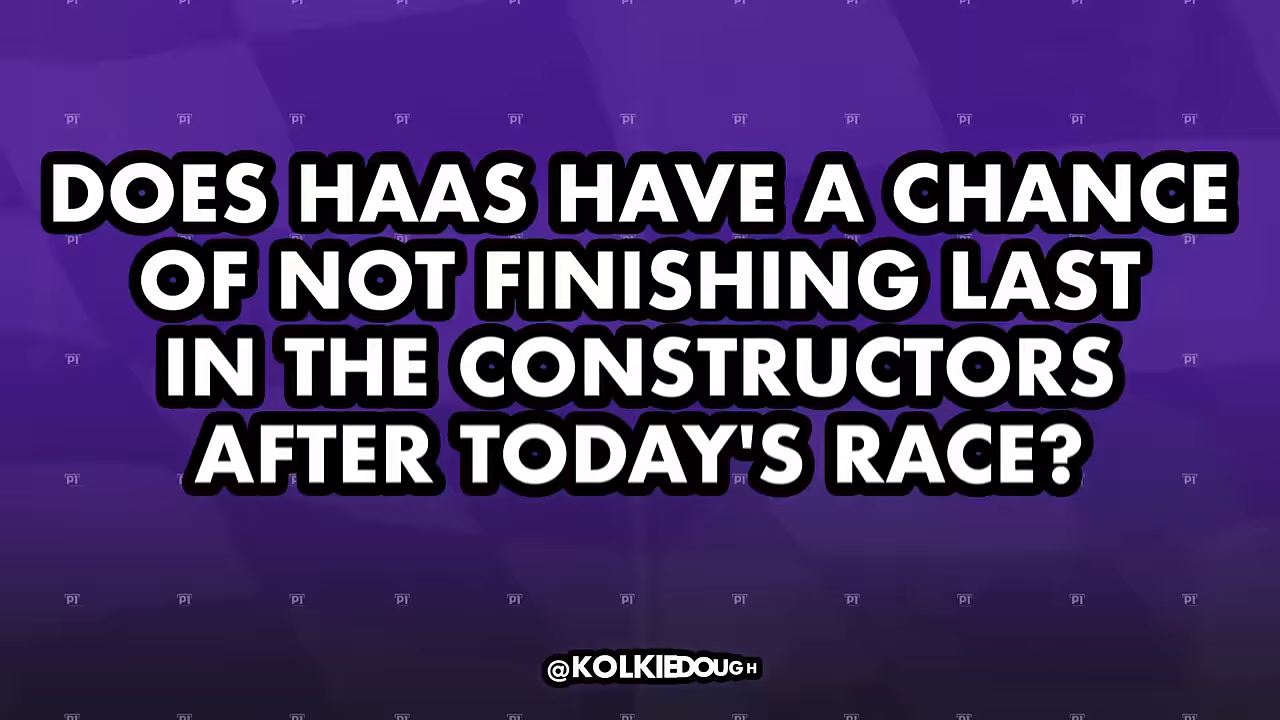 DOES HAAS HAVE A CHANCE
OF NOT FINISHING LAST
IN THE CONSTRUCTORS
AFTER TODAY'S RACE?
@KOLKIEDOUGH